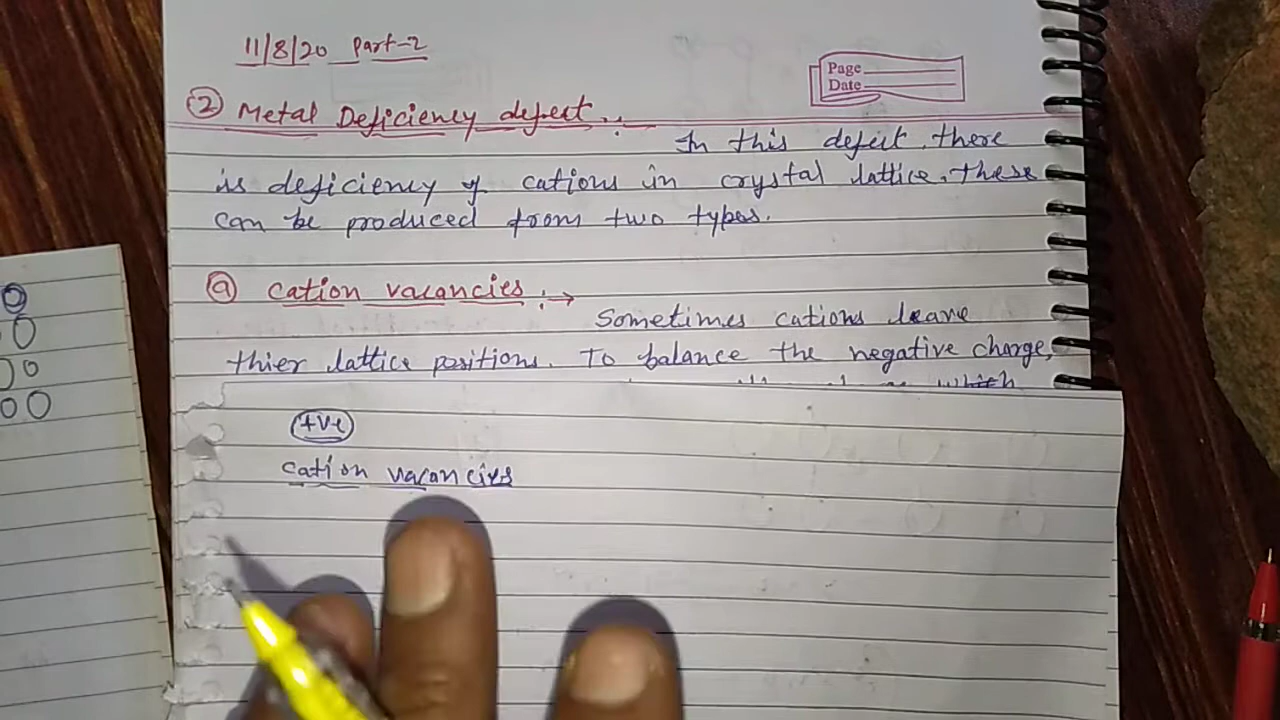 11/8/20 Part-2
Page
Date
② Metal Deficiency defect :-
In this defect, there
is deficiency of cations in crystal lattice. These
can be produced from two types.
ⓐ Cation vacancies :→
Sometimes cations leave
thier lattice positions. To balance the negative charge,
which
+ve
Cation vacancies